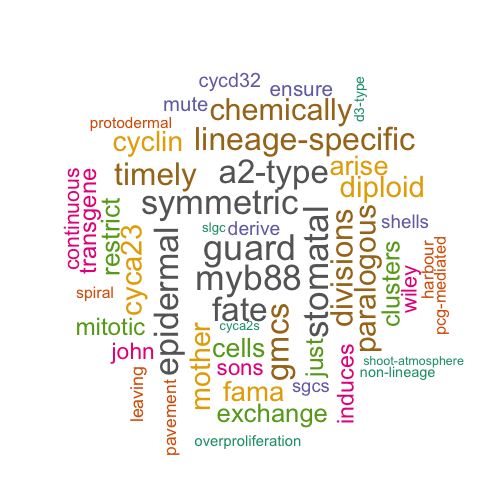 cycd32
ensure
d3-type
mute
chemically
protodermal
cyclin
lineage-specific
timely
a2-type
arise
diploid
continuous
transgene
restrict
symmetric
slgc
derive
shells
cyca23
epidermal
guard
stomatal
divisions
paralogous
clusters
wiley
harbour
pcg-mediated
spiral
myb88
fate
mitotic
mother
cyca2s
gmcs
just
john
cells
sons
induces
shoot-atmosphere
non-lineage
leaving
pavement
fama
sgcs
exchange
overproliferation